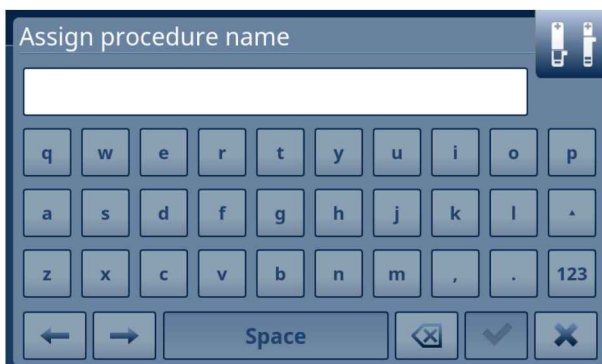 Assign procedure name
q w e r t y u i o p
a s d f g h j k l
z x c v b n m , . 123
Space